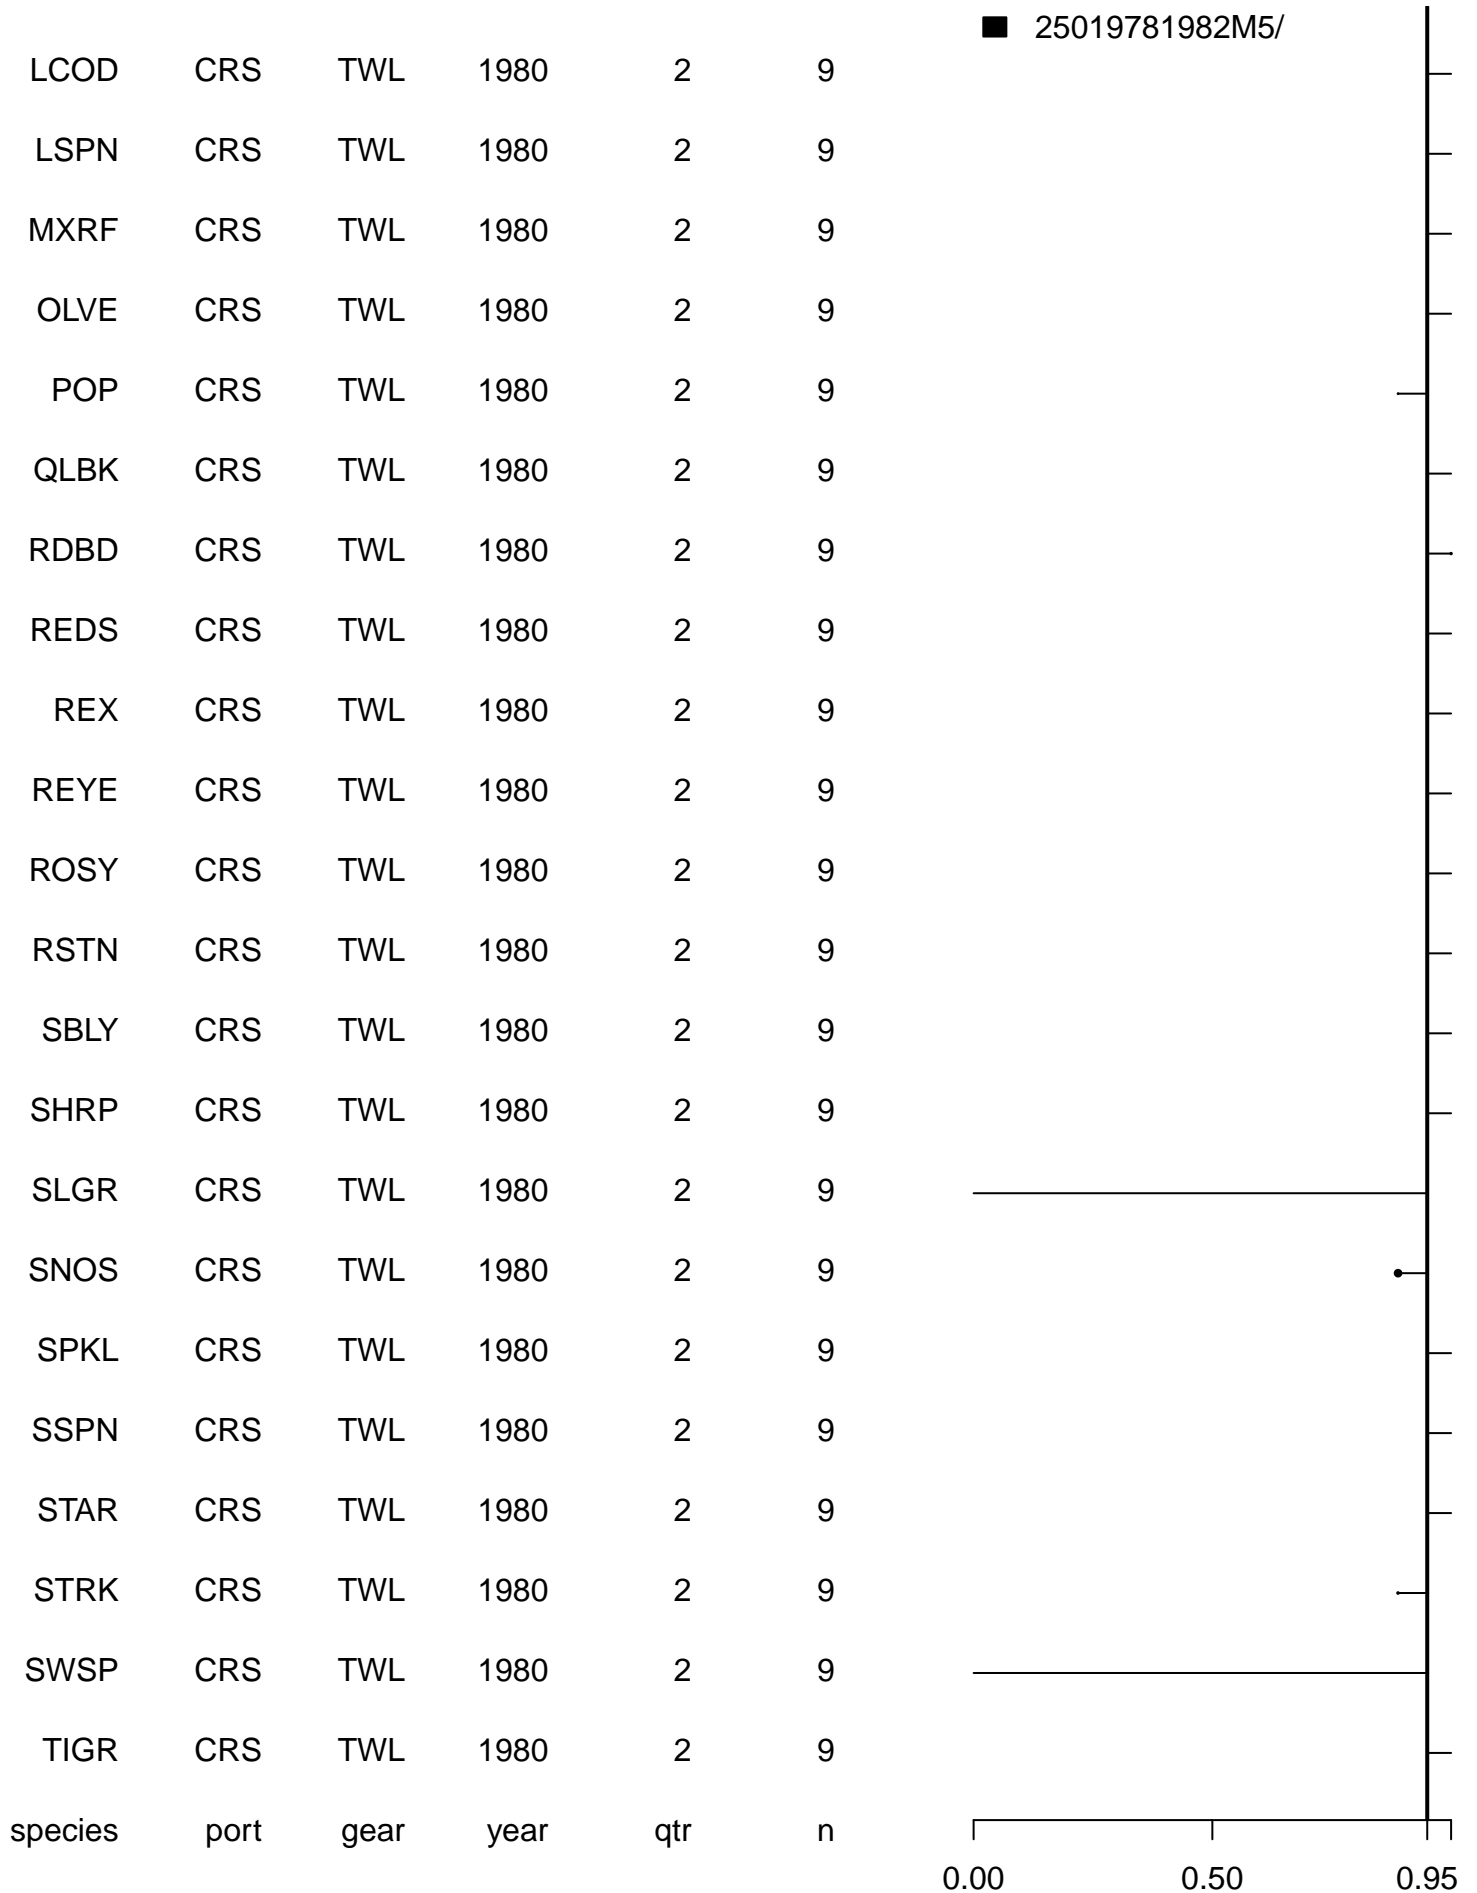 25019781982M5/
LCOD CRS TWL 1980 2 9
LSPN CRS TWL 1980 2 9
MXRF CRS TWL 1980 2 9
OLVE CRS TWL 1980 2 9
POP CRS TWL 1980 2 9
QLBK CRS TWL 1980 2 9
RDBD CRS TWL 1980 2 9
REDS CRS TWL 1980 2 9
REX CRS TWL 1980 2 9
REYE CRS TWL 1980 2 9
ROSY CRS TWL 1980 2 9
RSTN CRS TWL 1980 2 9
SBLY CRS TWL 1980 2 9
SHRP CRS TWL 1980 2 9
SLGR CRS TWL 1980 2 9
SNOS CRS TWL 1980 2 9
SPKL CRS TWL 1980 2 9
SSPN CRS TWL 1980 2 9
STAR CRS TWL 1980 2 9
STRK CRS TWL 1980 2 9
SWSP CRS TWL 1980 2 9
TIGR CRS TWL 1980 2 9
species port gear year qtr n
0.00 0.50 0.95